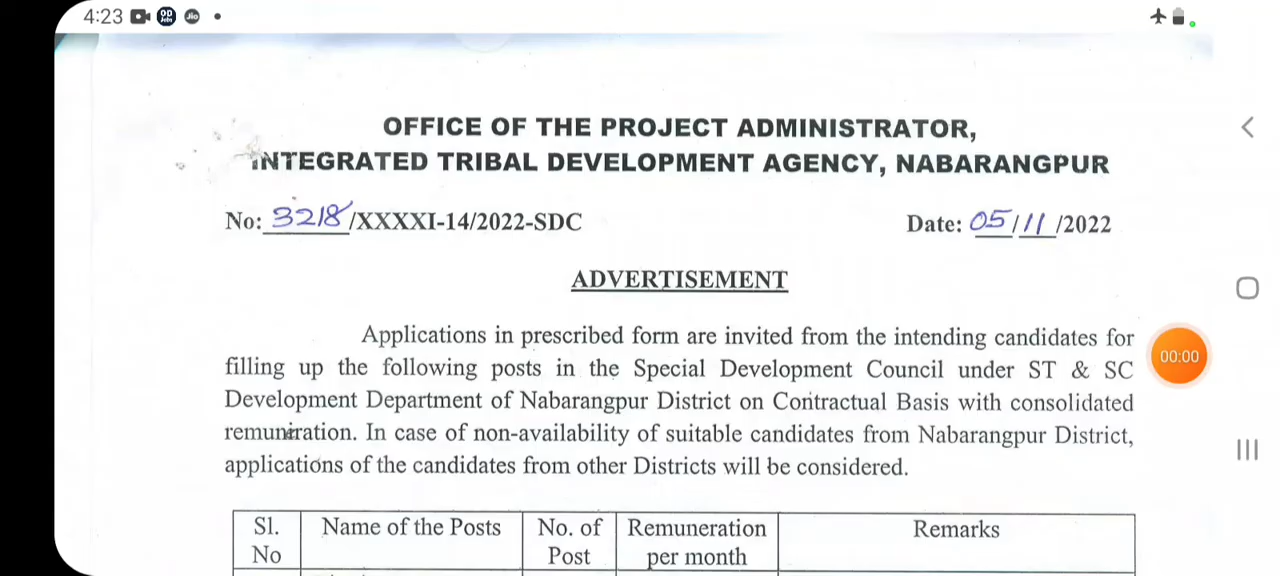 4:23
OFFICE OF THE PROJECT ADMINISTRATOR,
INTEGRATED TRIBAL DEVELOPMENT AGENCY, NABARANGPUR
No: 3218/XXXXI-14/2022-SDC Date: 05/11/2022
ADVERTISEMENT
Applications in prescribed form are invited from the intending candidates for
filling up the following posts in the Special Development Council under ST & SC
Development Department of Nabarangpur District on Contractual Basis with consolidated
remuneration. In case of non-availability of suitable candidates from Nabarangpur District,
applications of the candidates from other Districts will be considered.
00:00
Sl. Name of the Posts No. of Remuneration Remarks
No Post per month